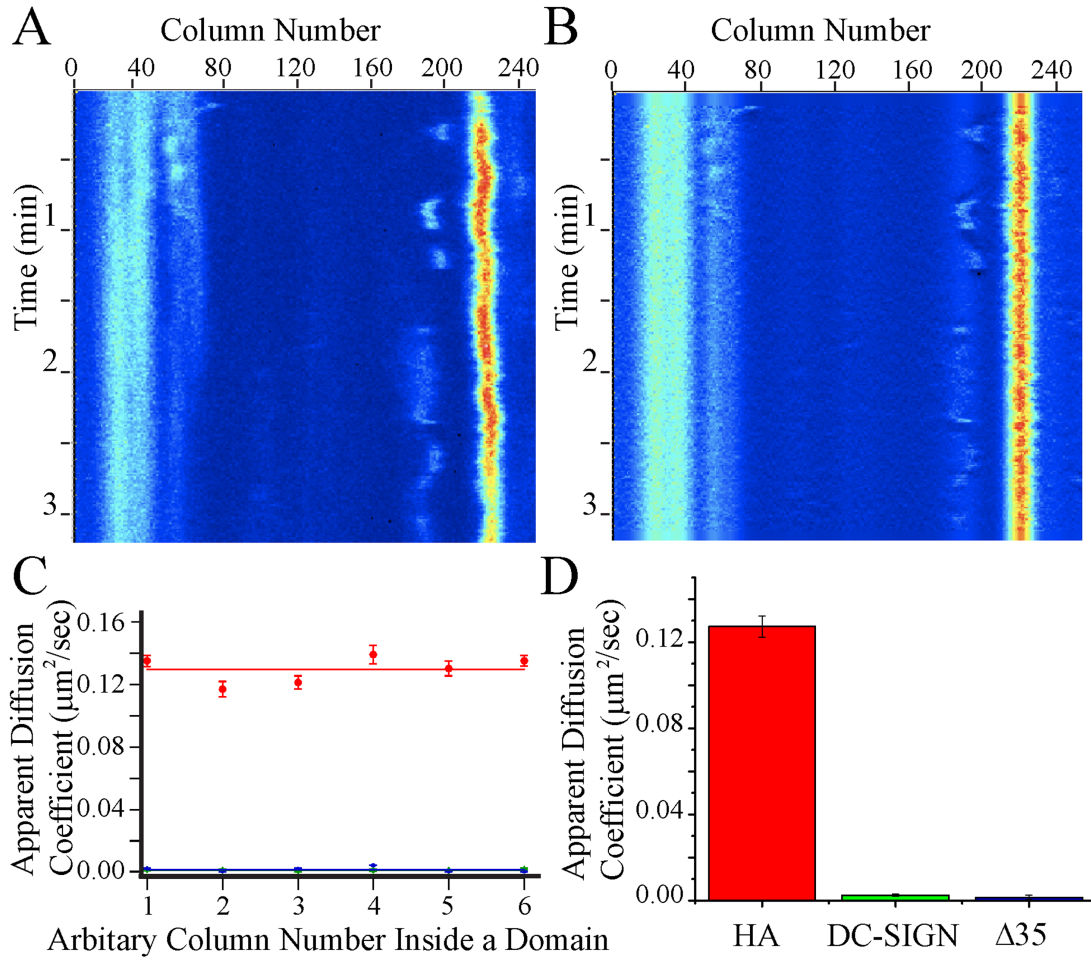 A
Column Number
0 40 80 120 160 200 240
Time (min)
1
2
3
B
Column Number
0 40 80 120 160 200 240
Time (min)
1
2
3
C
Apparent Diffusion
Coefficient (μm²/sec)
0.16
0.12
0.08
0.04
0.00
1 2 3 4 5 6
Arbitary Column Number Inside a Domain
D
Apparent Diffusion
Coefficient (μm²/sec)
0.12
0.08
0.04
0.00
HA DC-SIGN Δ35